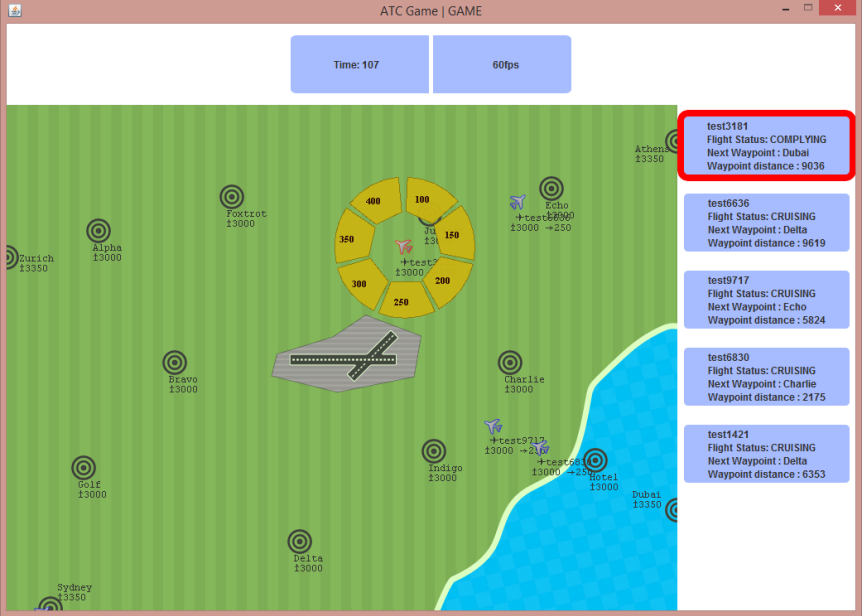 ATC Game | GAME
Time: 107
60fps
test3181
Flight Status: COMPLYING
Next Waypoint : Dubai
Waypoint distance : 9036
test6636
Flight Status: CRUISING
Next Waypoint : Delta
Waypoint distance : 9619
test9717
Flight Status: CRUISING
Next Waypoint : Echo
Waypoint distance : 5824
test6830
Flight Status: CRUISING
Next Waypoint : Charlie
Waypoint distance : 2175
test1421
Flight Status: CRUISING
Next Waypoint : Delta
Waypoint distance : 6353
Athens
‡3350
400
100
350
150
300
200
250
Foxtrot
‡3000
Echo
‡3000 →250
Alpha
‡3000
Zurich
‡3350
‡3000
Bravo
‡3000
Charlie
‡3000
test9717
‡3000
‡3000
Indigo
‡3000
Hotel
‡3000
Golf
‡3000
Dubai
‡3350
Delta
‡3000
Sydney
‡3350